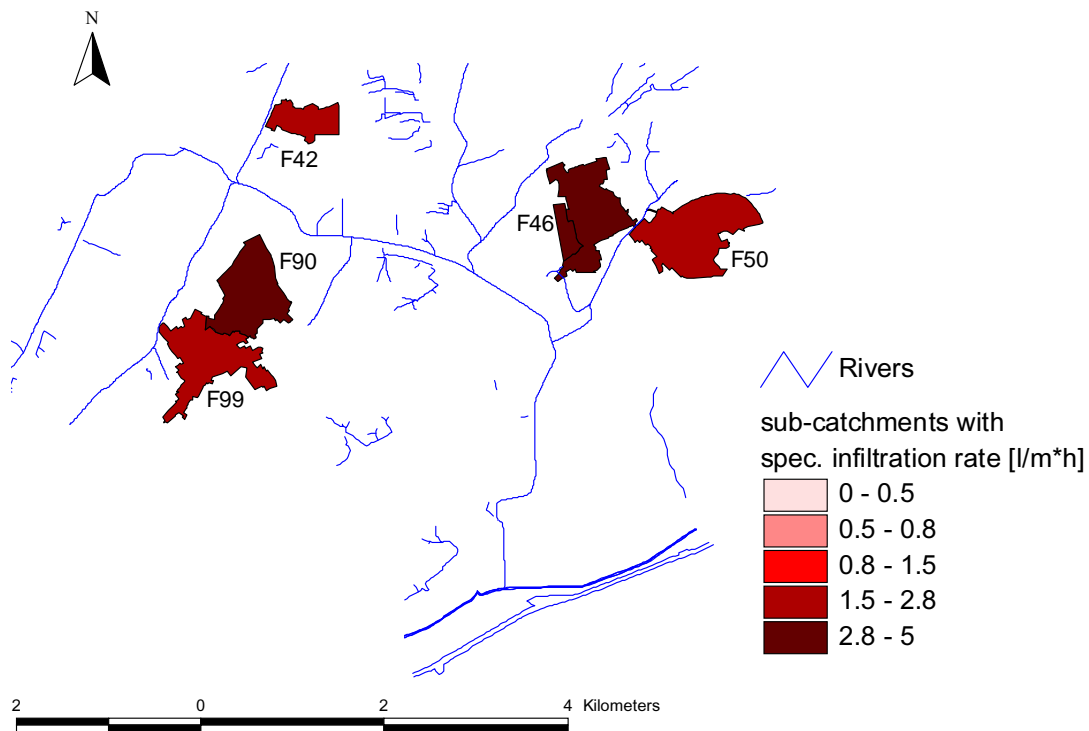 N
F42
F46
F50
F90
F99
Rivers
sub-catchments with
spec. infiltration rate [l/m*h]
0 - 0.5
0.5 - 0.8
0.8 - 1.5
1.5 - 2.8
2.8 - 5
2 0 2 4 Kilometers